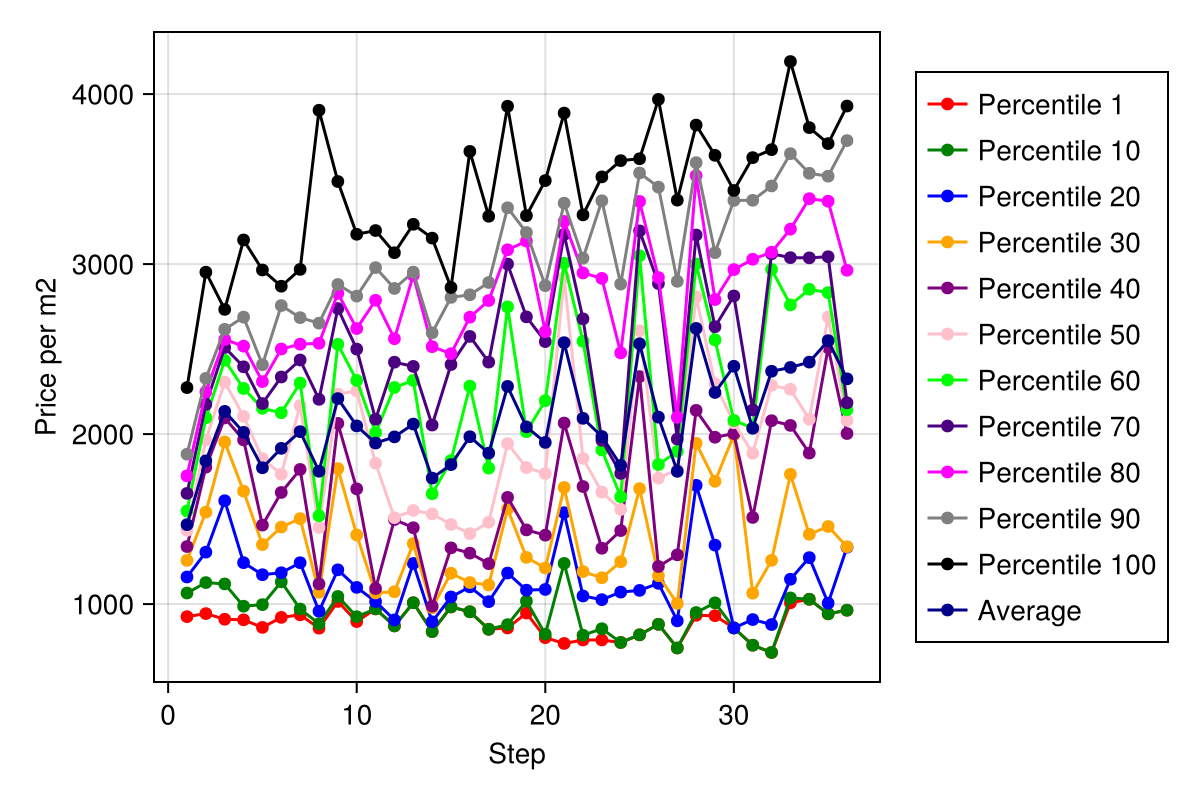 4000
3000
2000
1000
Price per m2
0 10 20 30
Step
Percentile 1
Percentile 10
Percentile 20
Percentile 30
Percentile 40
Percentile 50
Percentile 60
Percentile 70
Percentile 80
Percentile 90
Percentile 100
Average